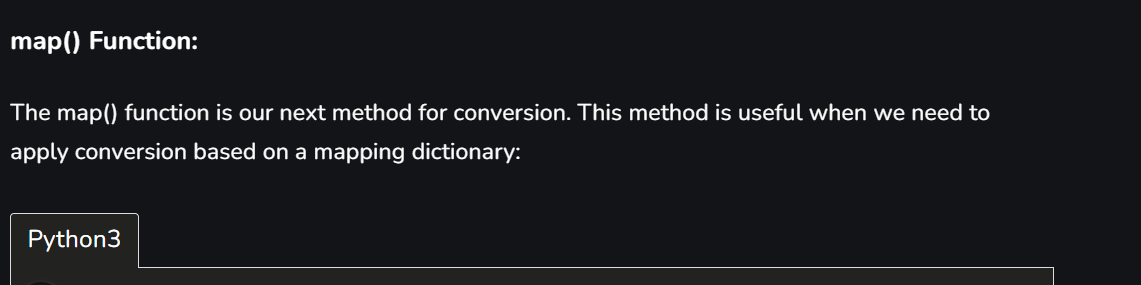 map() Function:
The map() function is our next method for conversion. This method is useful when we need to
apply conversion based on a mapping dictionary:
Python3